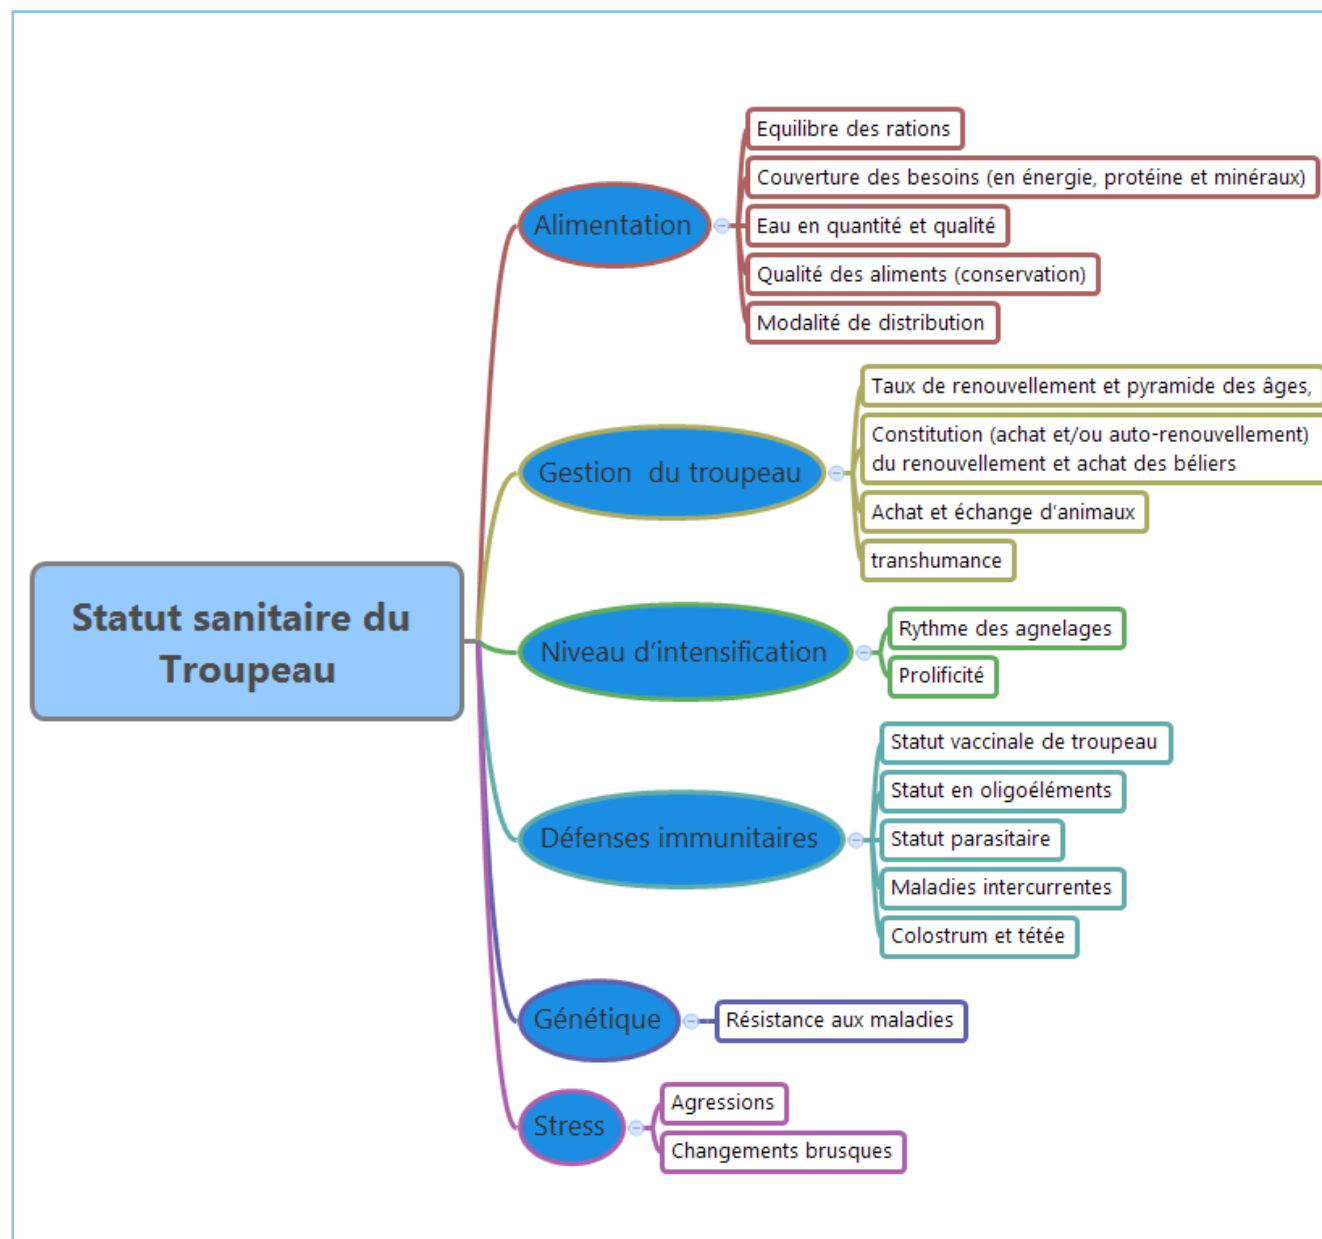 Statut sanitaire du
Troupeau
Alimentation
Equilibre des rations
Couverture des besoins (en énergie, protéine et minéraux)
Eau en quantité et qualité
Qualité des aliments (conservation)
Modalité de distribution
Gestion du troupeau
Taux de renouvellement et pyramide des âges,
Constitution (achat et/ou auto-renouvellement)
du renouvellement et achat des béliers
Achat et échange d'animaux
transhumance
Niveau d'intensification
Rythme des agnelages
Prolificité
Défenses immunitaires
Statut vaccinale de troupeau
Statut en oligoéléments
Statut parasitaire
Maladies intercurrentes
Colostrum et tétée
Génétique
Résistance aux maladies
Stress
Agressions
Changements brusques